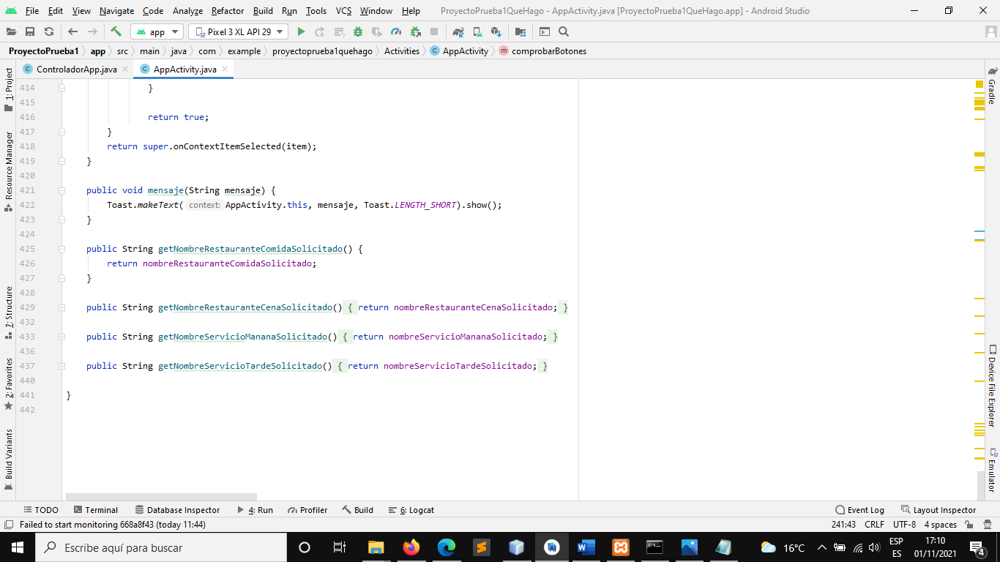 File Edit View Navigate Code Analyze Refactor Build Run Tools VCS Window Help ProyectoPrueba1QueHago - AppActivity.java [ProyectoPrueba1QueHago.app] - Android Studio
app Pixel 3 XL API 29
ProyectoPrueba1 app src main java com example proyectoprueba1quehago Activities C AppActivity m comprobarBotones
C ControladorApp.java C AppActivity.java
1: Project
Resource Manager
7: Structure
2: Favorites
Build Variants
414 }
415
416 return true;
417 }
418 return super.onContextItemSelected(item);
419 }
420
421 public void mensaje(String mensaje) {
422 Toast.makeText( context: AppActivity.this, mensaje, Toast.LENGTH_SHORT).show();
423 }
424
425 public String getNombreRestauranteComidaSolicitado() {
426 return nombreRestauranteComidaSolicitado;
427 }
428
429 public String getNombreRestauranteCenaSolicitado() { return nombreRestauranteCenaSolicitado; }
432
433 public String getNombreServicioMananaSolicitado() { return nombreServicioMananaSolicitado; }
436
437 public String getNombreServicioTardeSolicitado() { return nombreServicioTardeSolicitado; }
440
441 }
442
Gradle
Device File Explorer
Emulator
TODO Terminal Database Inspector 4: Run Profiler Build 6: Logcat Event Log Layout Inspector
Failed to start monitoring 668a8f43 (today 11:44) 241:43 CRLF UTF-8 4 spaces
Escribe aquí para buscar 16°C ESP 17:10
ES 01/11/2021 4